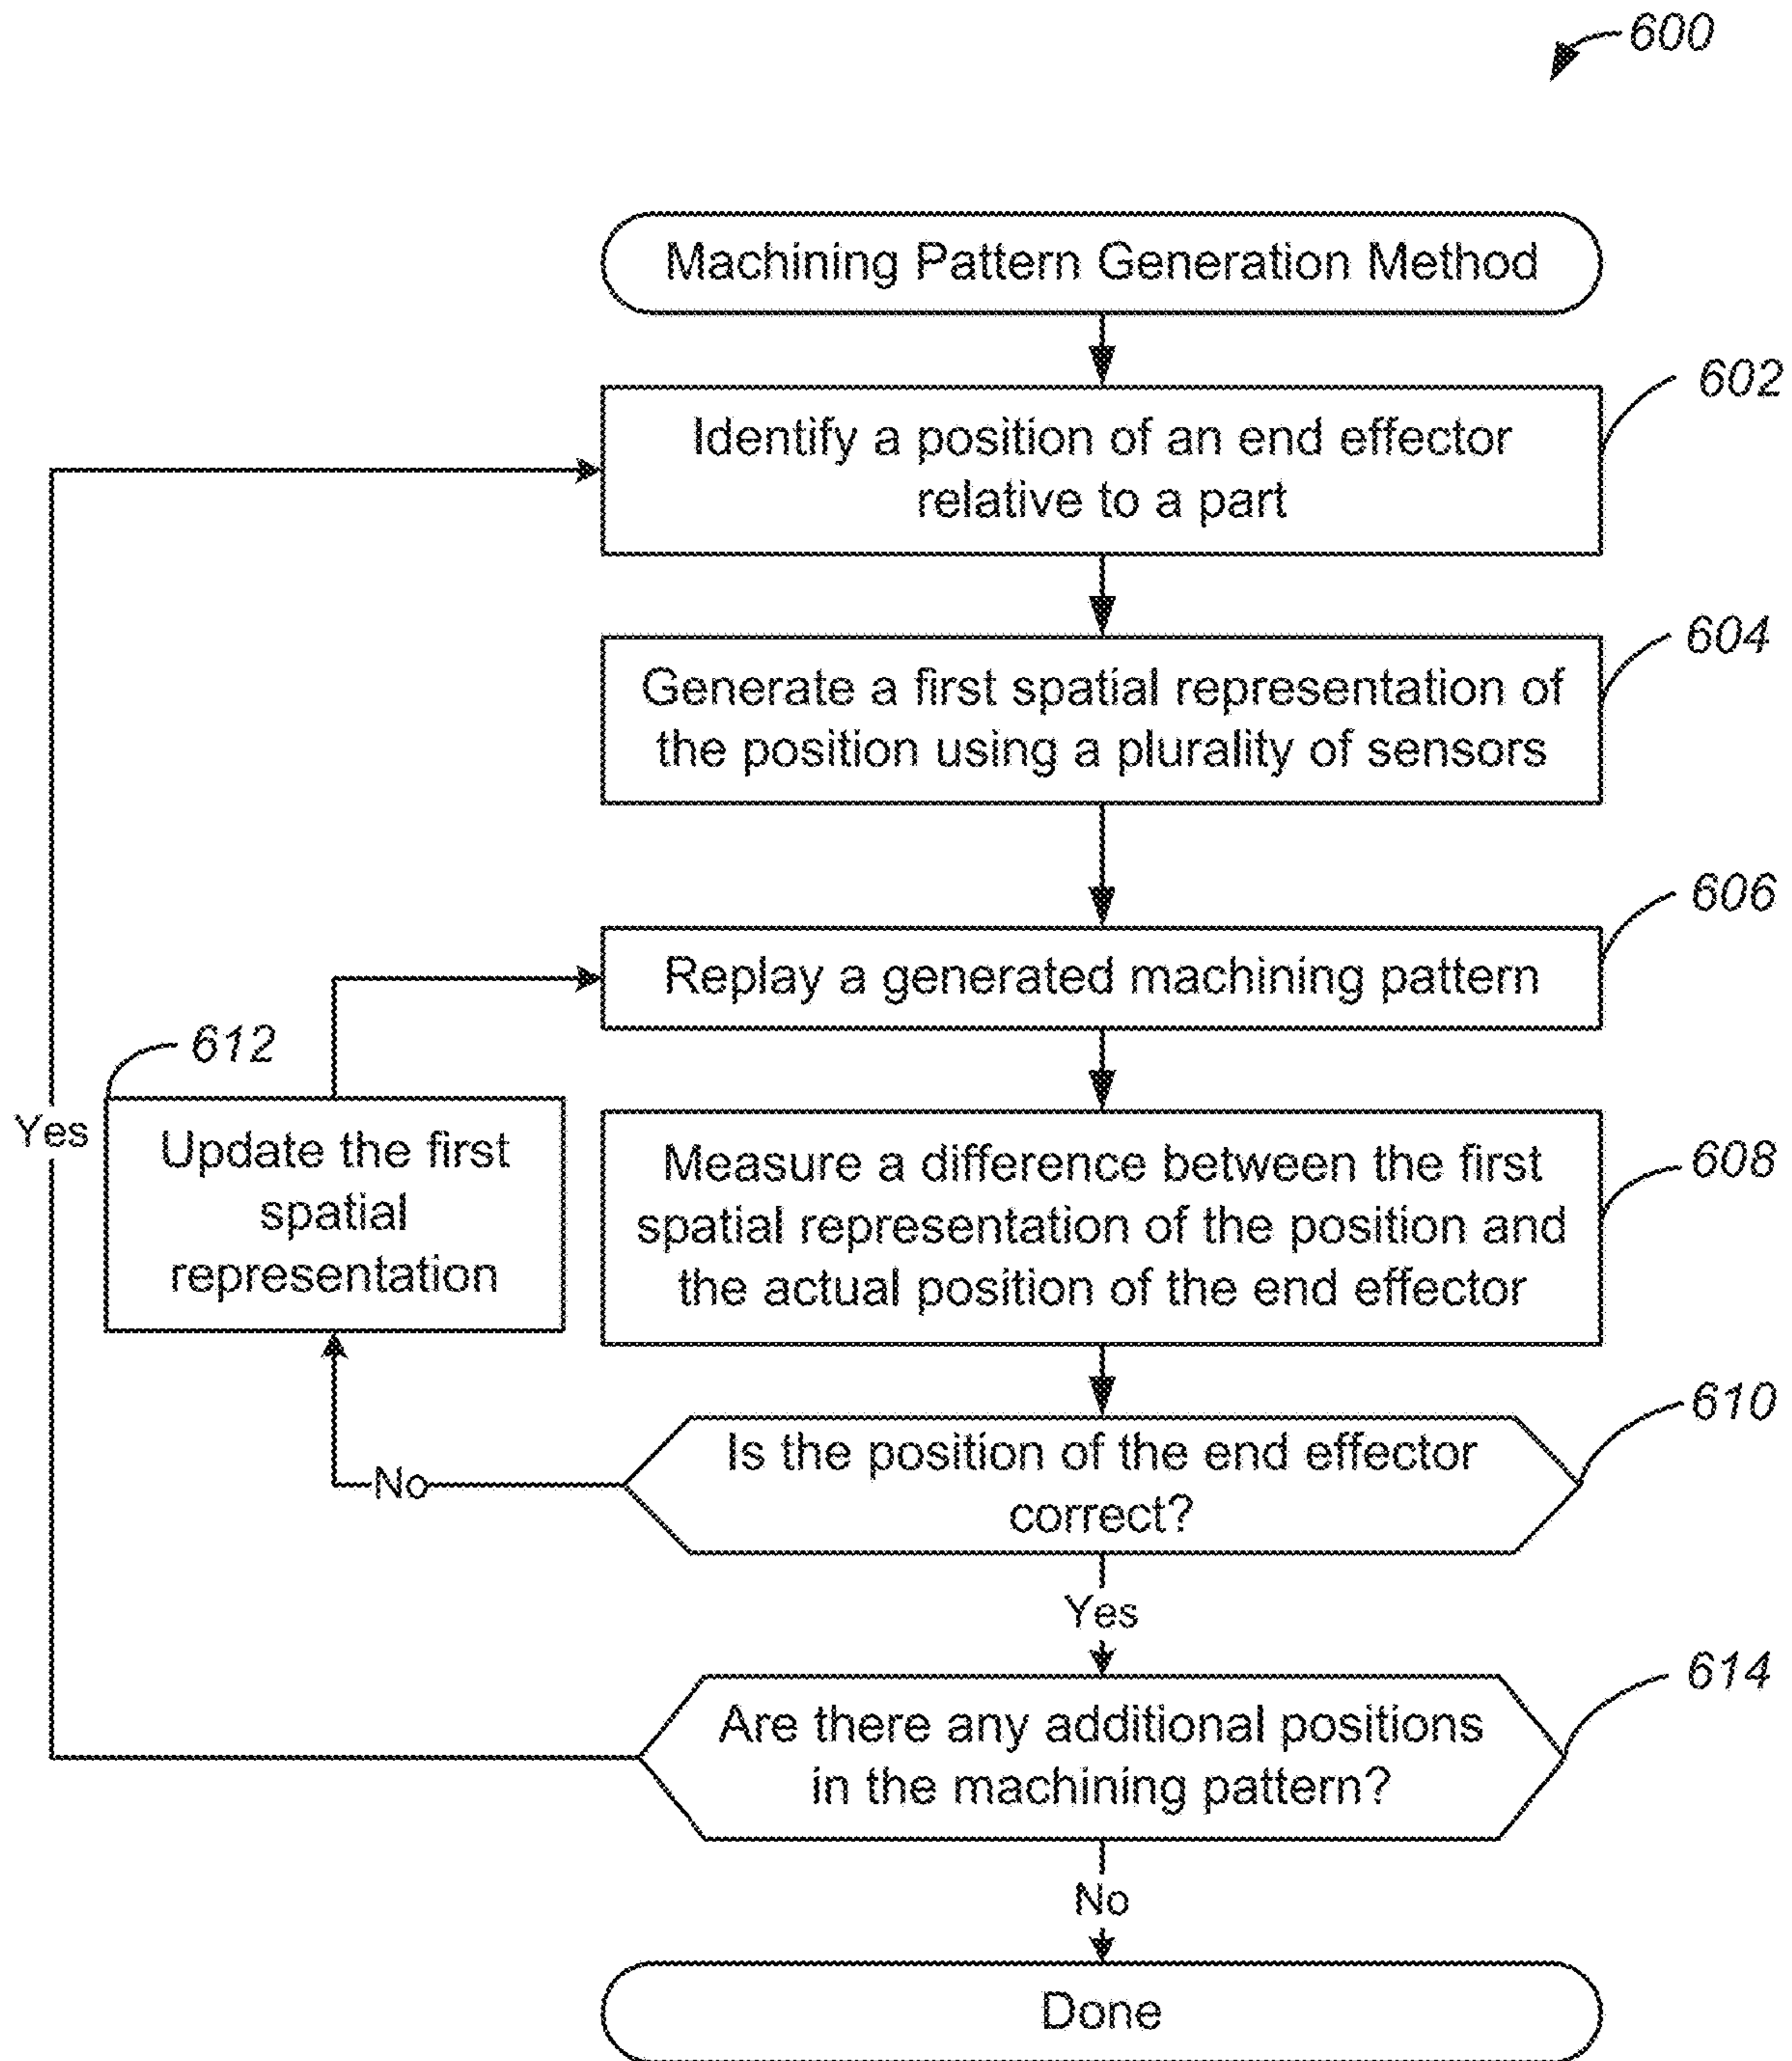 600
Machining Pattern Generation Method
602
Identify a position of an end effector
relative to a part
604
Generate a first spatial representation of
the position using a plurality of sensors
606
Replay a generated machining pattern
612
Yes
Update the first
spatial
representation
608
Measure a difference between the first
spatial representation of the position and
the actual position of the end effector
610
Is the position of the end effector
correct?
No
Yes
614
Are there any additional positions
in the machining pattern?
No
Done